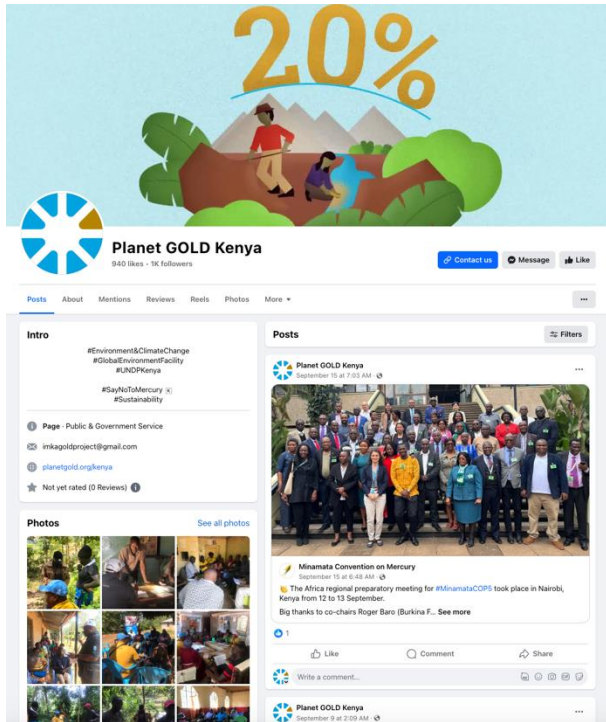 20%
Planet GOLD Kenya
940 likes • 1K followers
Contact us
Message
Like
Posts
About
Mentions
Reviews
Reels
Photos
More
Intro
#Environment&ClimateChange
#GlobalEnvironmentFacility
#UNDPKenya
#SayNoToMercury
#Sustainability
Page · Public & Government Service
imkagoldproject@gmail.com
planetgold.org/kenya
Not yet rated (0 Reviews)
Photos
See all photos
Posts
Filters
Planet GOLD Kenya
September 15 at 7:03 AM ·
Minamata Convention on Mercury
September 15 at 6:48 AM ·
👏 The Africa regional preparatory meeting for #MinamataCOP5 took place in Nairobi,
Kenya from 12 to 13 September.
Big thanks to co-chairs Roger Baro (Burkina F... See more
1
Like
Comment
Share
Write a comment...
Planet GOLD Kenya
September 9 at 2:09 AM ·